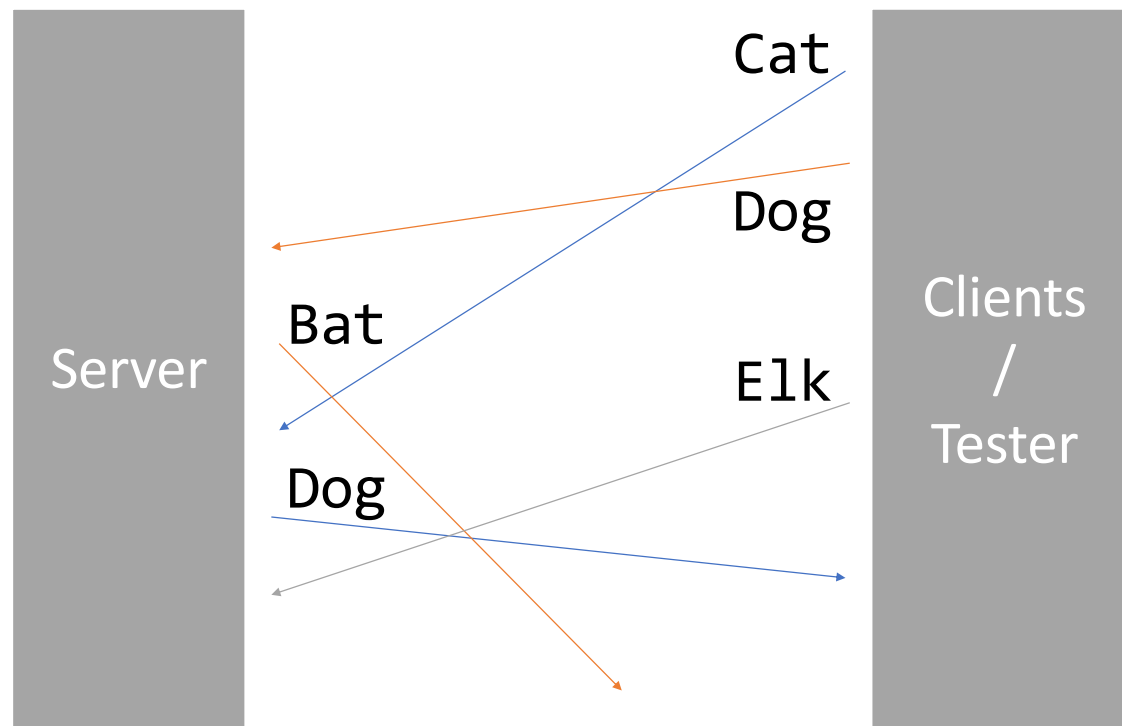 Cat
Dog
Bat
Elk
Dog
Server
Clients
/
Tester